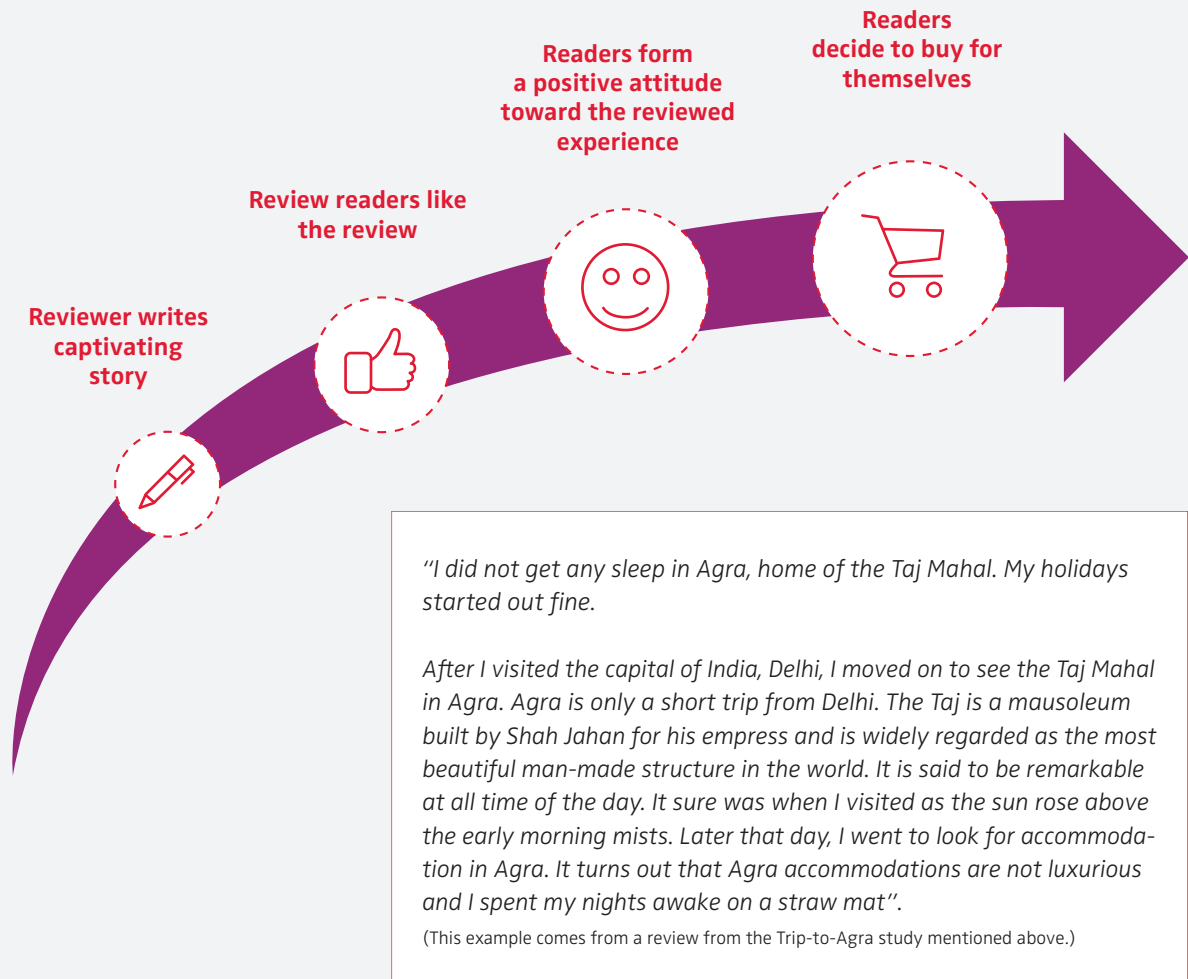 Reviewer writes
captivating
story
Review readers like
the review
Readers form
a positive attitude
toward the reviewed
experience
Readers
decide to buy for
themselves
“I did not get any sleep in Agra, home of the Taj Mahal. My holidays
started out fine.
After I visited the capital of India, Delhi, I moved on to see the Taj Mahal
in Agra. Agra is only a short trip from Delhi. The Taj is a mausoleum
built by Shah Jahan for his empress and is widely regarded as the most
beautiful man-made structure in the world. It is said to be remarkable
at all time of the day. It sure was when I visited as the sun rose above
the early morning mists. Later that day, I went to look for accommoda-
tion in Agra. It turns out that Agra accommodations are not luxurious
and I spent my nights awake on a straw mat”.
(This example comes from a review from the Trip-to-Agra study mentioned above.)